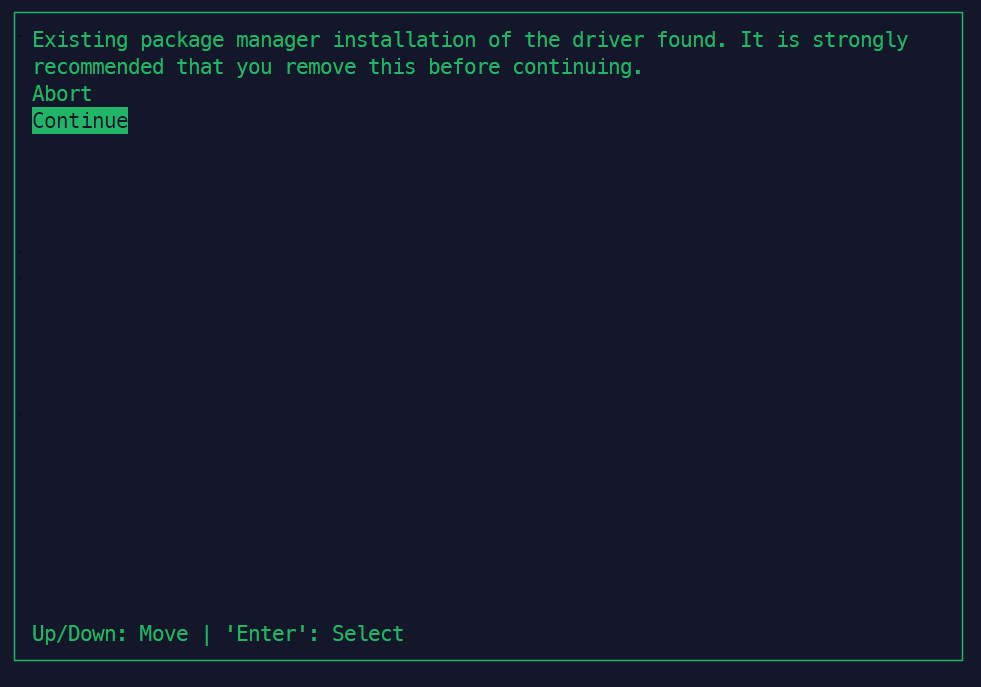 Existing package manager installation of the driver found. It is strongly
recommended that you remove this before continuing.
Abort
Continue
Up/Down: Move | 'Enter': Select